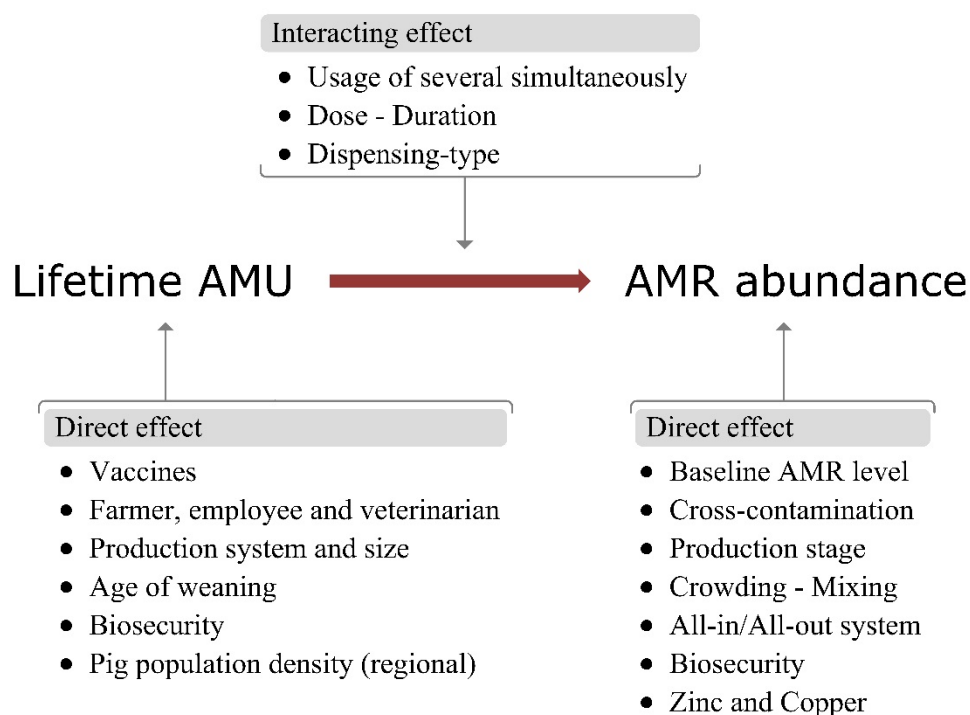 Interacting effect
• Usage of several simultaneously
• Dose - Duration
• Dispensing-type
Lifetime AMU
AMR abundance
Direct effect
• Vaccines
• Farmer, employee and veterinarian
• Production system and size
• Age of weaning
• Biosecurity
• Pig population density (regional)
Direct effect
• Baseline AMR level
• Cross-contamination
• Production stage
• Crowding - Mixing
• All-in/All-out system
• Biosecurity
• Zinc and Copper